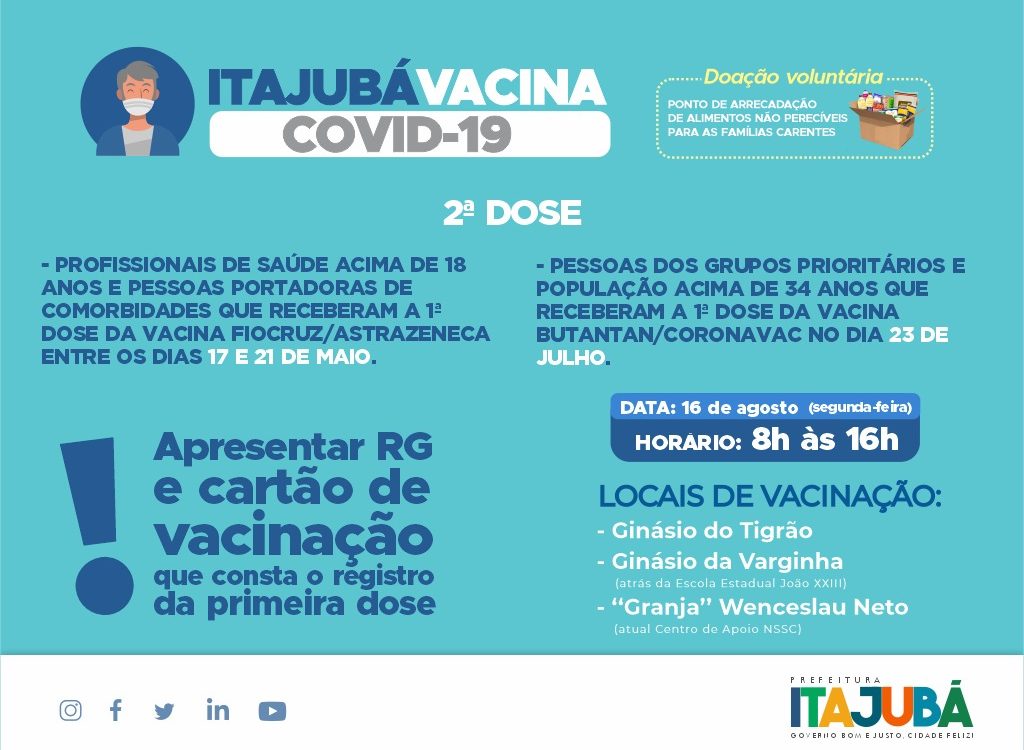 ITAJUBÁVACINA
COVID-19
Doação voluntária
PONTO DE ARRECADAÇÃO
DE ALIMENTOS NÃO PERECÍVEIS
PARA AS FAMÍLIAS CARENTES
2ª DOSE
- PROFISSIONAIS DE SAÚDE ACIMA DE 18
ANOS E PESSOAS PORTADORAS DE
COMORBIDADES QUE RECEBERAM A 1ª
DOSE DA VACINA FIOCRUZ/ASTRAZENECA
ENTRE OS DIAS 17 E 21 DE MAIO.
- PESSOAS DOS GRUPOS PRIORITÁRIOS E
POPULAÇÃO ACIMA DE 34 ANOS QUE
RECEBERAM A 1ª DOSE DA VACINA
BUTANTAN/CORONAVAC NO DIA 23 DE
JULHO.
! Apresentar RG
e cartão de
vacinação
que consta o registro
da primeira dose
DATA: 16 de agosto (segunda-feira)
HORÁRIO: 8h às 16h
LOCAIS DE VACINAÇÃO:
- Ginásio do Tigrão
- Ginásio da Varginha
(atrás da Escola Estadual João XXIII)
- “Granja” Wenceslau Neto
(atual Centro de Apoio NSSC)
PREFEITURA
ITAJUBÁ
GOVERNO BOM E JUSTO, CIDADE FELIZ!